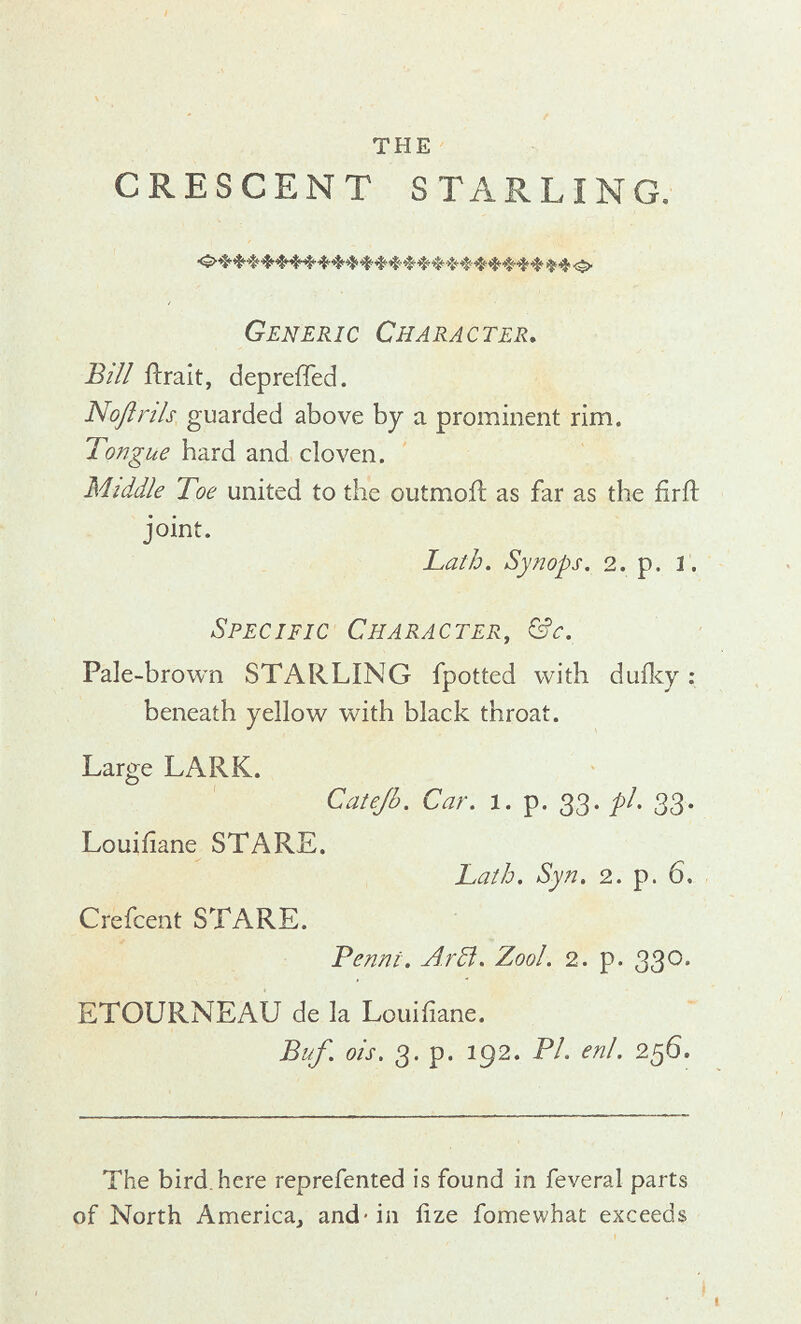 THE
CRESCENT STARLING.
GENERIC CHARACTER.
Bill ſtrait, depreſſed.
Noſtrils guarded above by a prominent rim.
Tongue hard and cloven.
Middle Toe united to the outmoſt as far as the firſt
joint.
Lath. Synops. 2. p. 1.
SPECIFIC CHARACTER, &c.
Pale-brown STARLING ſpotted with duſky:
beneath yellow with black throat.
Large LARK.
Cateſb. Car. 1. p. 33. pl. 33.
Louiſiane STARE.
Lath. Syn. 2. p. 6.
Creſcent STARE.
Penni. Arct. Zool. 2. p. 330.
ETOURNEAU de la Louiſiane.
Buf. ois. 3. p. 192. Pl. enl. 256.
The bird here repreſented is found in ſeveral parts
of North America, and in ſize ſomewhat exceeds